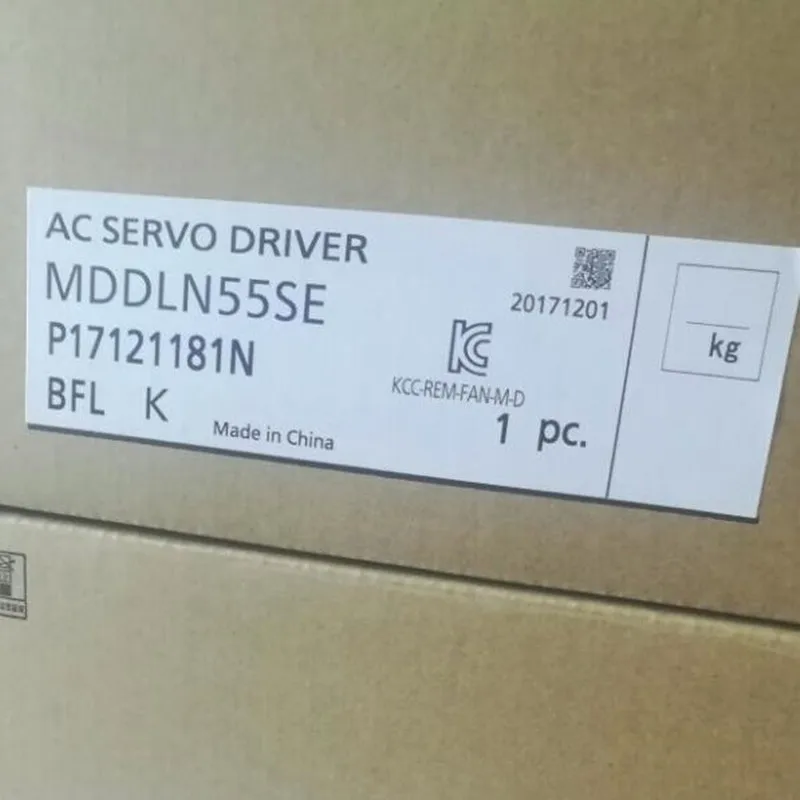 AC SERVO DRIVER
MDDLN55SE
20171201
P17121181N
KCC-REM-FAN-M-D
BFL K
1 pc.
Made in China
kg